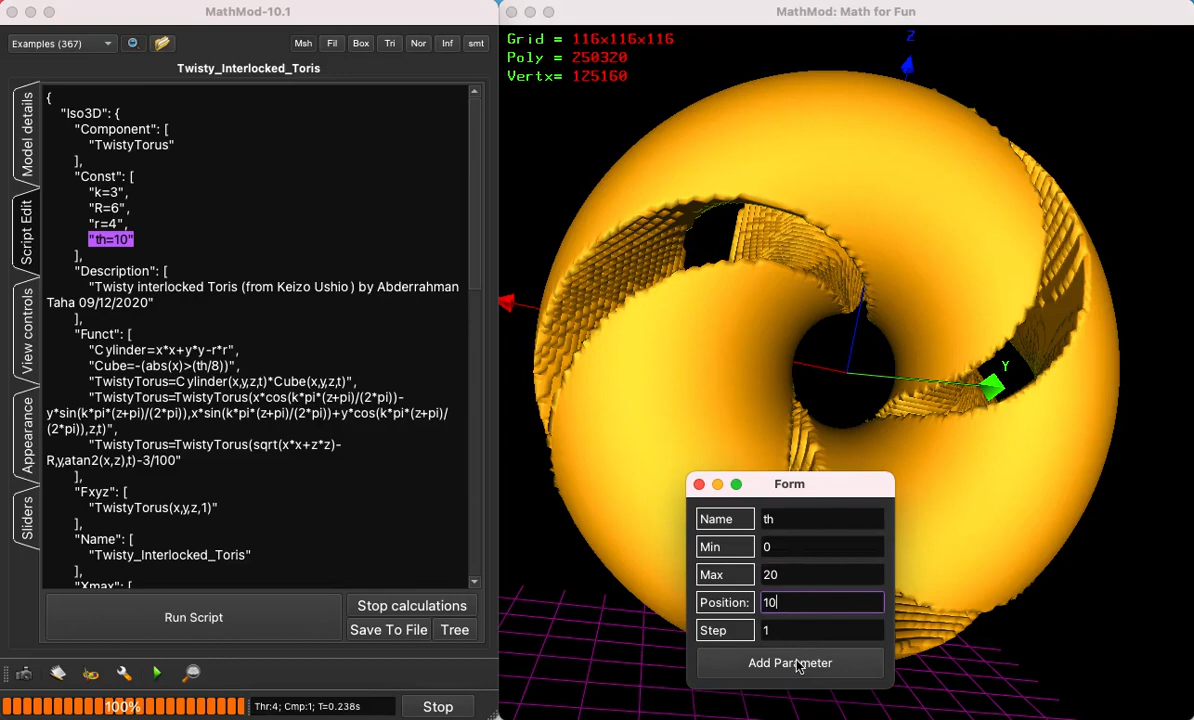 MathMod-10.1
Examples (367)
Msh Fil Box Tri Nor Inf smt
Twisty_Interlocked_Toris
Model details
Script Edit
View controls
Appearance
Sliders
{
"Iso3D": {
"Component": [
"TwistyTorus"
],
"Const": [
"k=3",
"R=6",
"r=4",
"th=10"
],
"Description": [
"Twisty interlocked Toris (from Keizo Ushio) by Abderrahman
Taha 09/12/2020"
],
"Funct": [
"Cylinder=x*x+y*y-r*r",
"Cube=-(abs(x)>(th/8))",
"TwistyTorus=Cylinder(x,y,z,t)*Cube(x,y,z,t)",
"TwistyTorus=TwistyTorus(x*cos(k*pi*(z+pi)/(2*pi))-
y*sin(k*pi*(z+pi)/(2*pi)),x*sin(k*pi*(z+pi)/(2*pi))+y*cos(k*pi*(z+pi)/
(2*pi)),z,t)",
"TwistyTorus=TwistyTorus(sqrt(x*x+z*z)-
R,y,atan2(x,z),t)-3/100"
],
"Fxyz": [
"TwistyTorus(x,y,z,1)"
],
"Name": [
"Twisty_Interlocked_Toris"
],
"Xmax": [
Run Script
Stop calculations
Save To File Tree
100%
Thr:4; Cmp:1; T=0.238s
Stop
MathMod: Math for Fun
Grid = 116x116x116
Poly = 250320
Vertx= 125160
Z
Y
Form
Name th
Min 0
Max 20
Position: 10
Step 1
Add Parameter